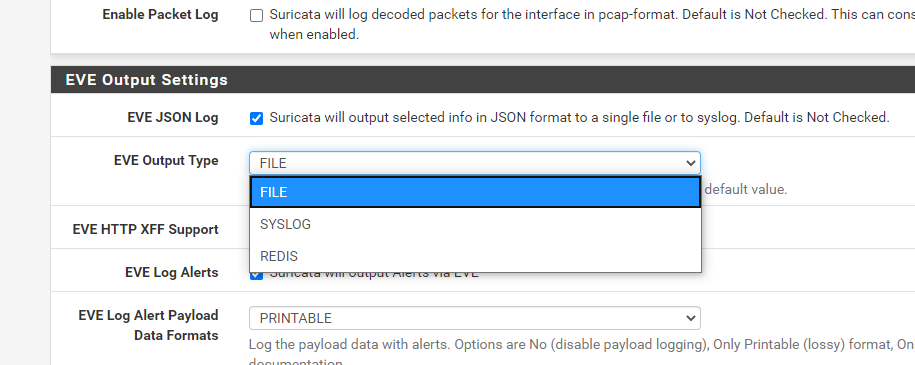 Enable Packet Log
Suricata will log decoded packets for the interface in pcap-format. Default is Not Checked. This can cons
when enabled.
EVE Output Settings
EVE JSON Log
Suricata will output selected info in JSON format to a single file or to syslog. Default is Not Checked.
EVE Output Type
FILE
FILE
default value.
SYSLOG
EVE HTTP XFF Support
REDIS
EVE Log Alerts
Suricata will output Alerts via EVE
EVE Log Alert Payload
Data Formats
PRINTABLE
Log the payload data with alerts. Options are No (disable payload logging), Only Printable (lossy) format, On
documentation.